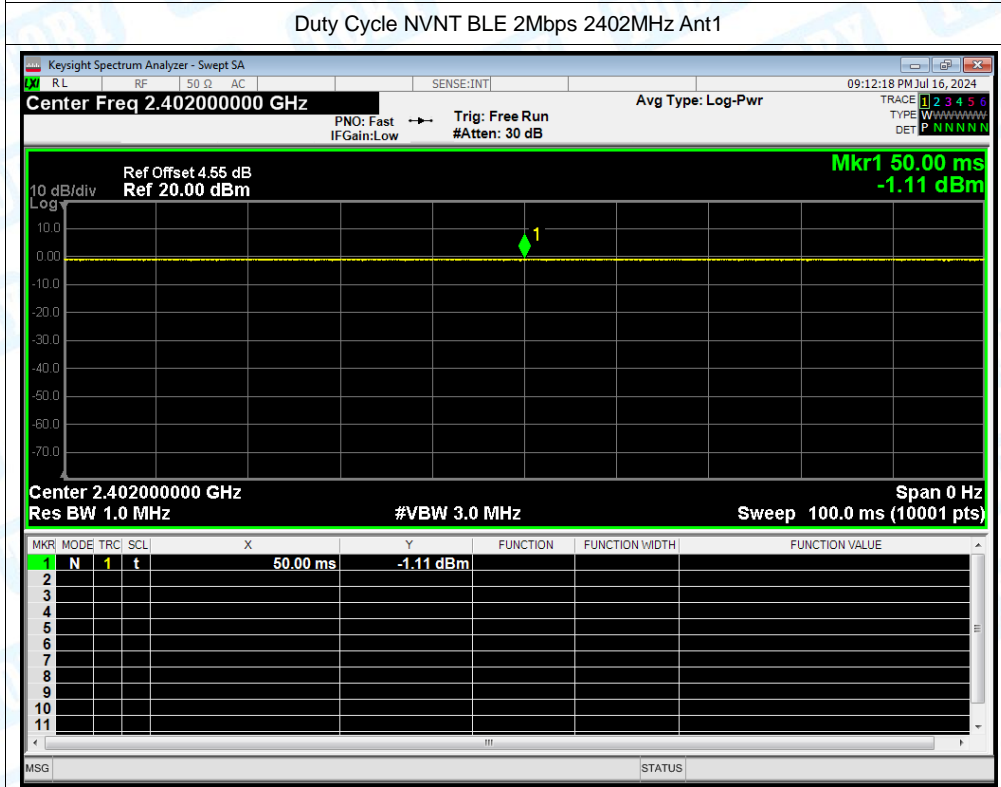 Duty Cycle NVNT BLE 2Mbps 2402MHz Ant1
Keysight Spectrum Analyzer - Swept SA
LXI RL RF 50 Ω AC SENSE:INT 09:12:18 PM Jul 16, 2024
Center Freq 2.402000000 GHz Avg Type: Log-Pwr TRACE 1 2 3 4 5 6
PNO: Fast Trig: Free Run TYPE WWWWWW
IFGain:Low #Atten: 30 dB DET P N N N N N
Mkr1 50.00 ms
Ref Offset 4.55 dB
10 dB/div Ref 20.00 dBm -1.11 dBm
Log
10.0
1
0.00
-10.0
-20.0
-30.0
-40.0
-50.0
-60.0
-70.0
Center 2.402000000 GHz Span 0 Hz
Res BW 1.0 MHz #VBW 3.0 MHz Sweep 100.0 ms (10001 pts)
MKR MODE TRC SCL X Y FUNCTION FUNCTION WIDTH FUNCTION VALUE
1 N 1 t 50.00 ms -1.11 dBm
2
3
4
5
6
7
8
9
10
11
MSG STATUS